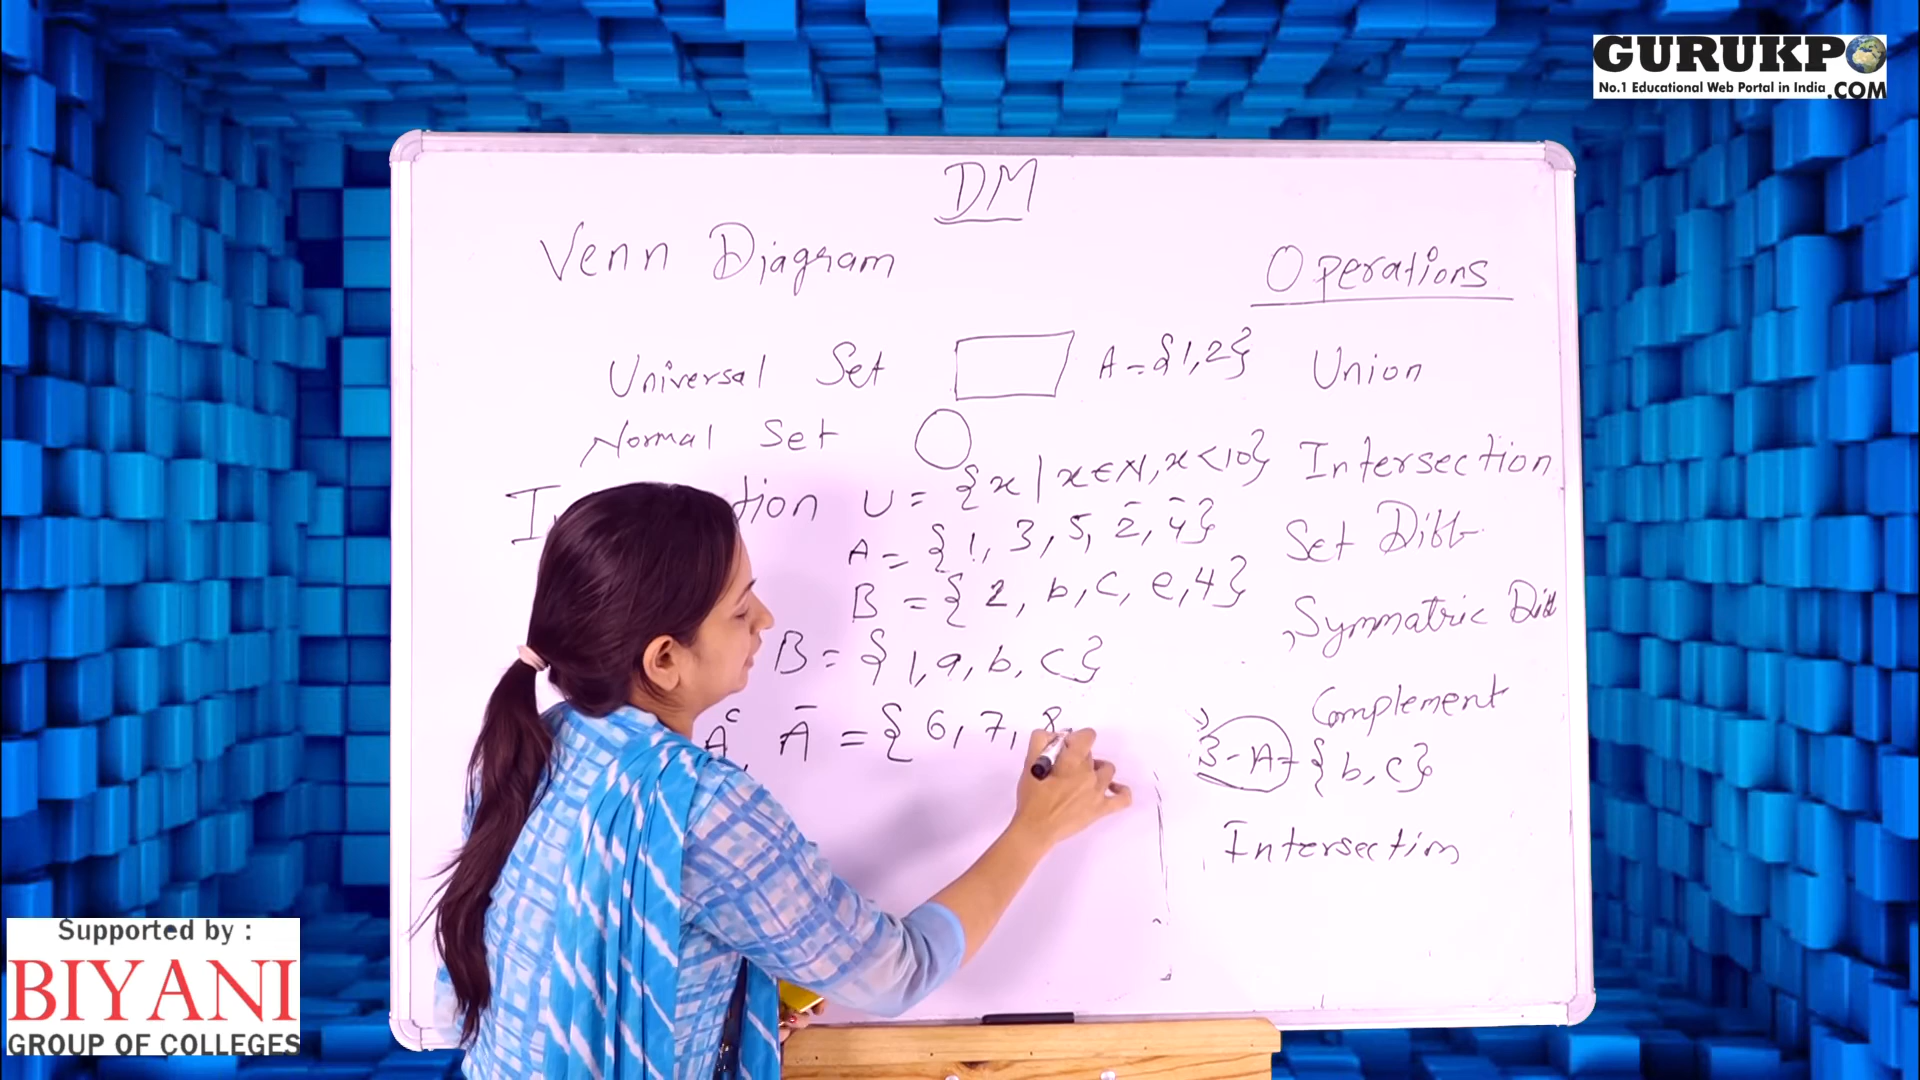 GURUKPO
No.1 Educational Web Portal in India .COM
DM
Venn Diagram
Operations
Universal Set A = {1,2} Union
Normal Set
U = {x | x ∈ N, x < 10} Intersection
A = {1, 3, 5, 2, 4} Set Diff
B = {2, b, c, e, 4}
Symmatric Diff
B = {1, a, b, c}
Complement
Aᶜ, Ā = {6, 7, 8
B - A = {b, c}
Intersection
Supported by :
BIYANI
GROUP OF COLLEGES